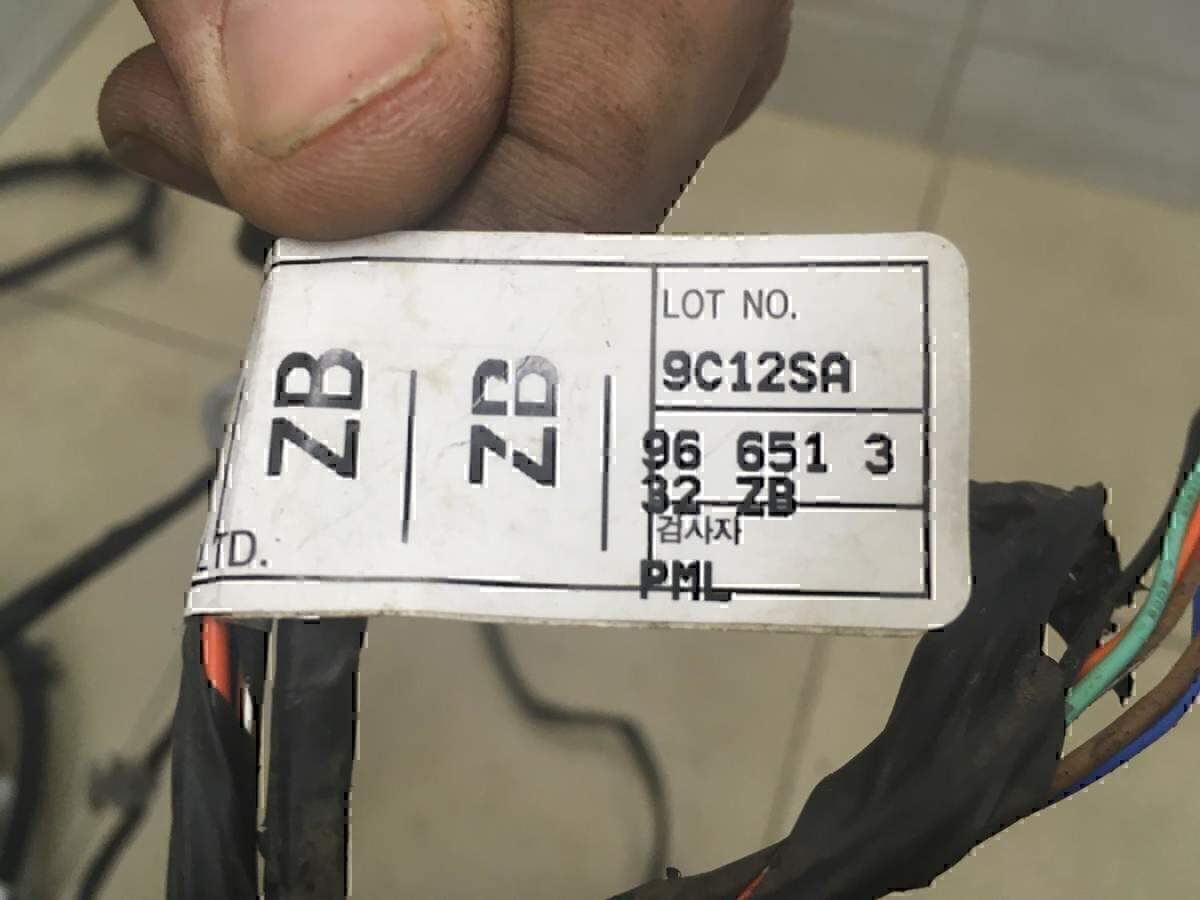 ZB
ZB
LTD.
LOT NO.
9C12SA
96 651 3
32 ZB
검사자
PML